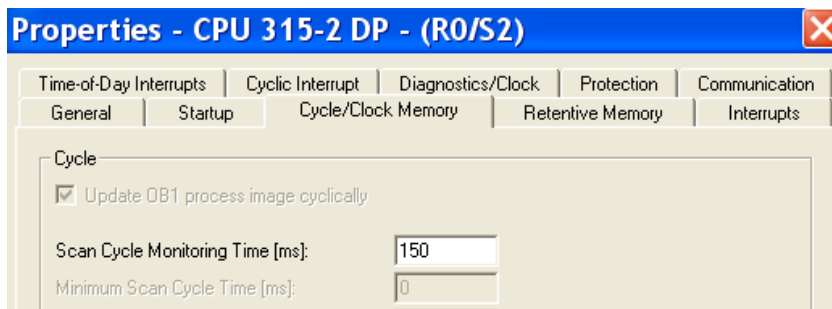 Properties - CPU 315-2 DP - (R0/S2)
Time-of-Day Interrupts Cyclic Interrupt Diagnostics/Clock Protection Communication
General Startup Cycle/Clock Memory Retentive Memory Interrupts
Cycle
Update OB1 process image cyclically
Scan Cycle Monitoring Time [ms]: 150
Minimum Scan Cycle Time [ms]: 0